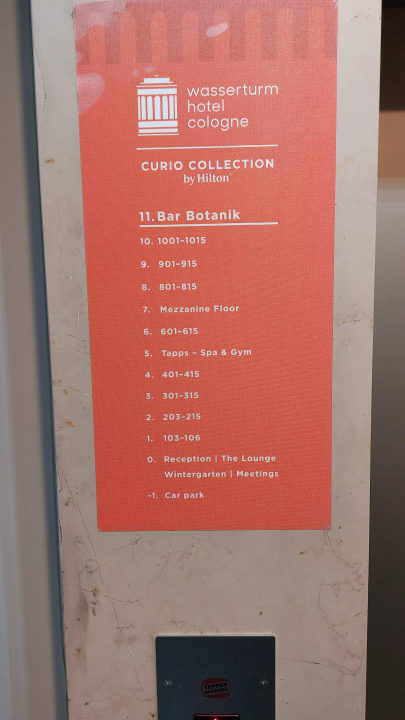 wasserturm
hotel
cologne
CURIO COLLECTION
by Hilton™
11. Bar Botanik
10. 1001-1015
9. 901-915
8. 801-815
7. Mezzanine Floor
6. 601-615
5. Tapps - Spa & Gym
4. 401-415
3. 301-315
2. 203-215
1. 103-106
0. Reception | The Lounge
Wintergarten | Meetings
-1. Car park